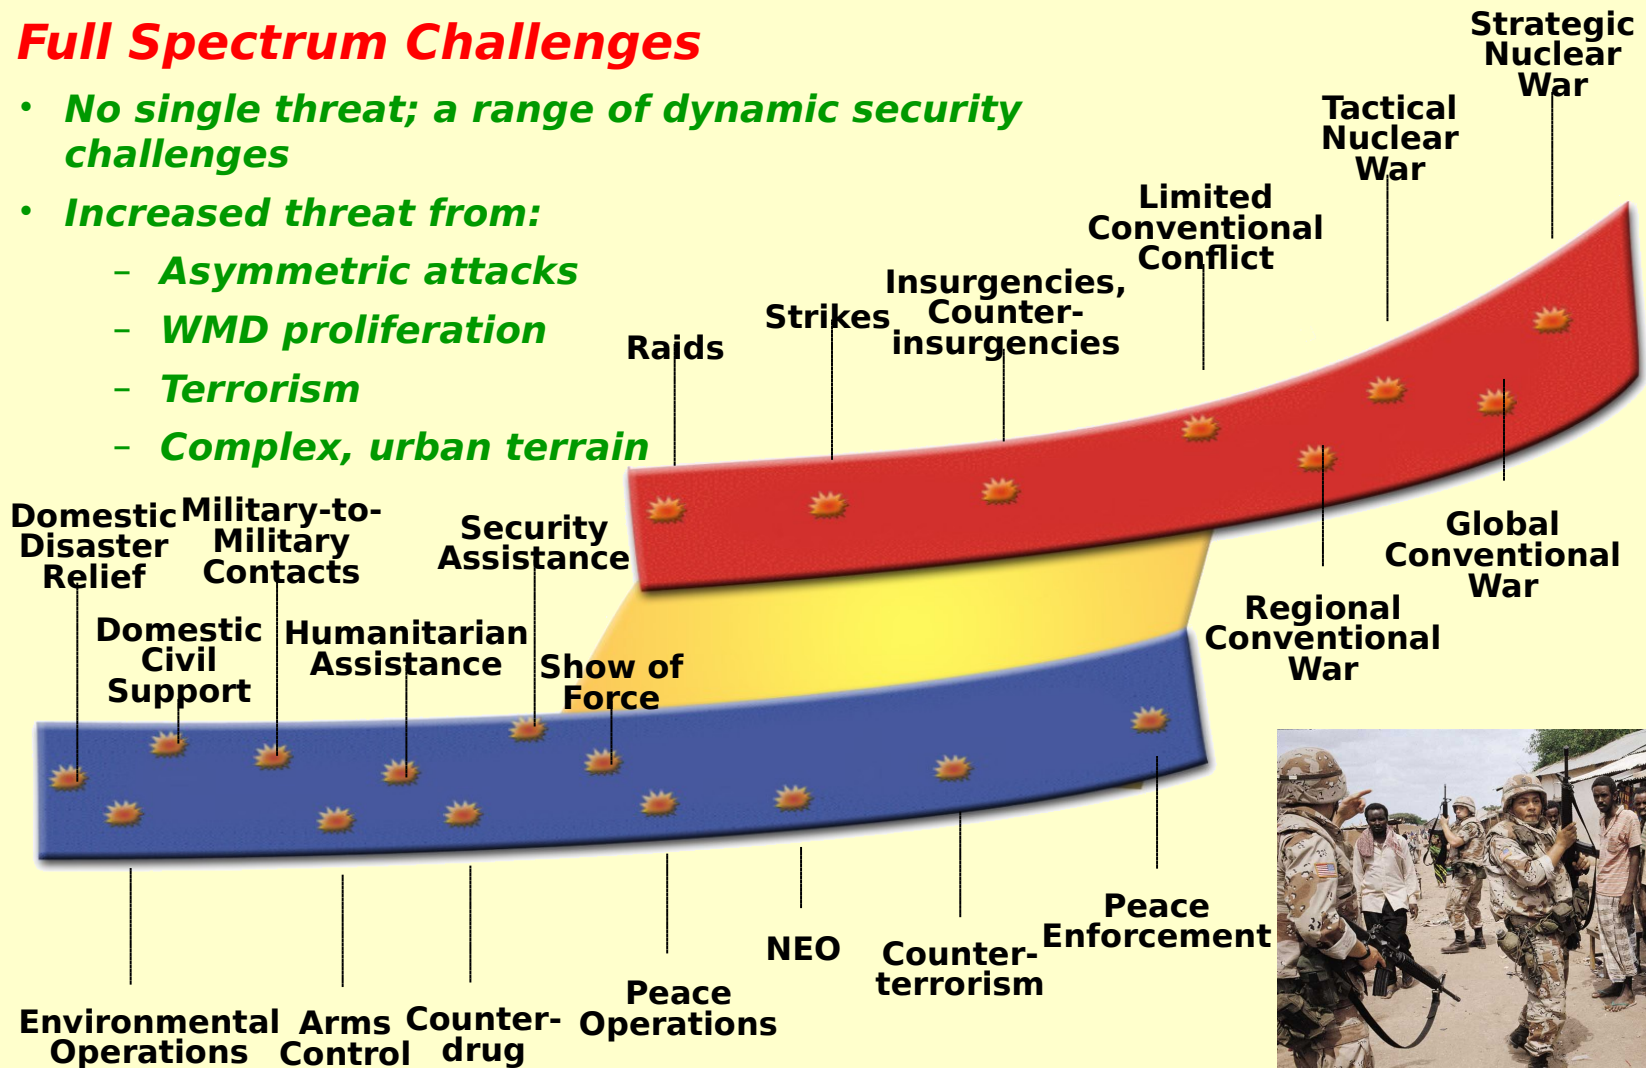 Full Spectrum Challenges
• No single threat; a range of dynamic security
challenges
• Increased threat from:
– Asymmetric attacks
– WMD proliferation
– Terrorism
– Complex, urban terrain
Strategic
Nuclear
War
Tactical
Nuclear
War
Limited
Conventional
Conflict
Insurgencies,
Counter-
insurgencies
Strikes
Raids
Domestic
Disaster
Relief
Military-to-
Military
Contacts
Security
Assistance
Domestic
Civil
Support
Humanitarian
Assistance
Show of
Force
Global
Conventional
War
Regional
Conventional
War
Environmental
Operations
Arms
Control
Counter-
drug
Peace
Operations
NEO
Counter-
terrorism
Peace
Enforcement